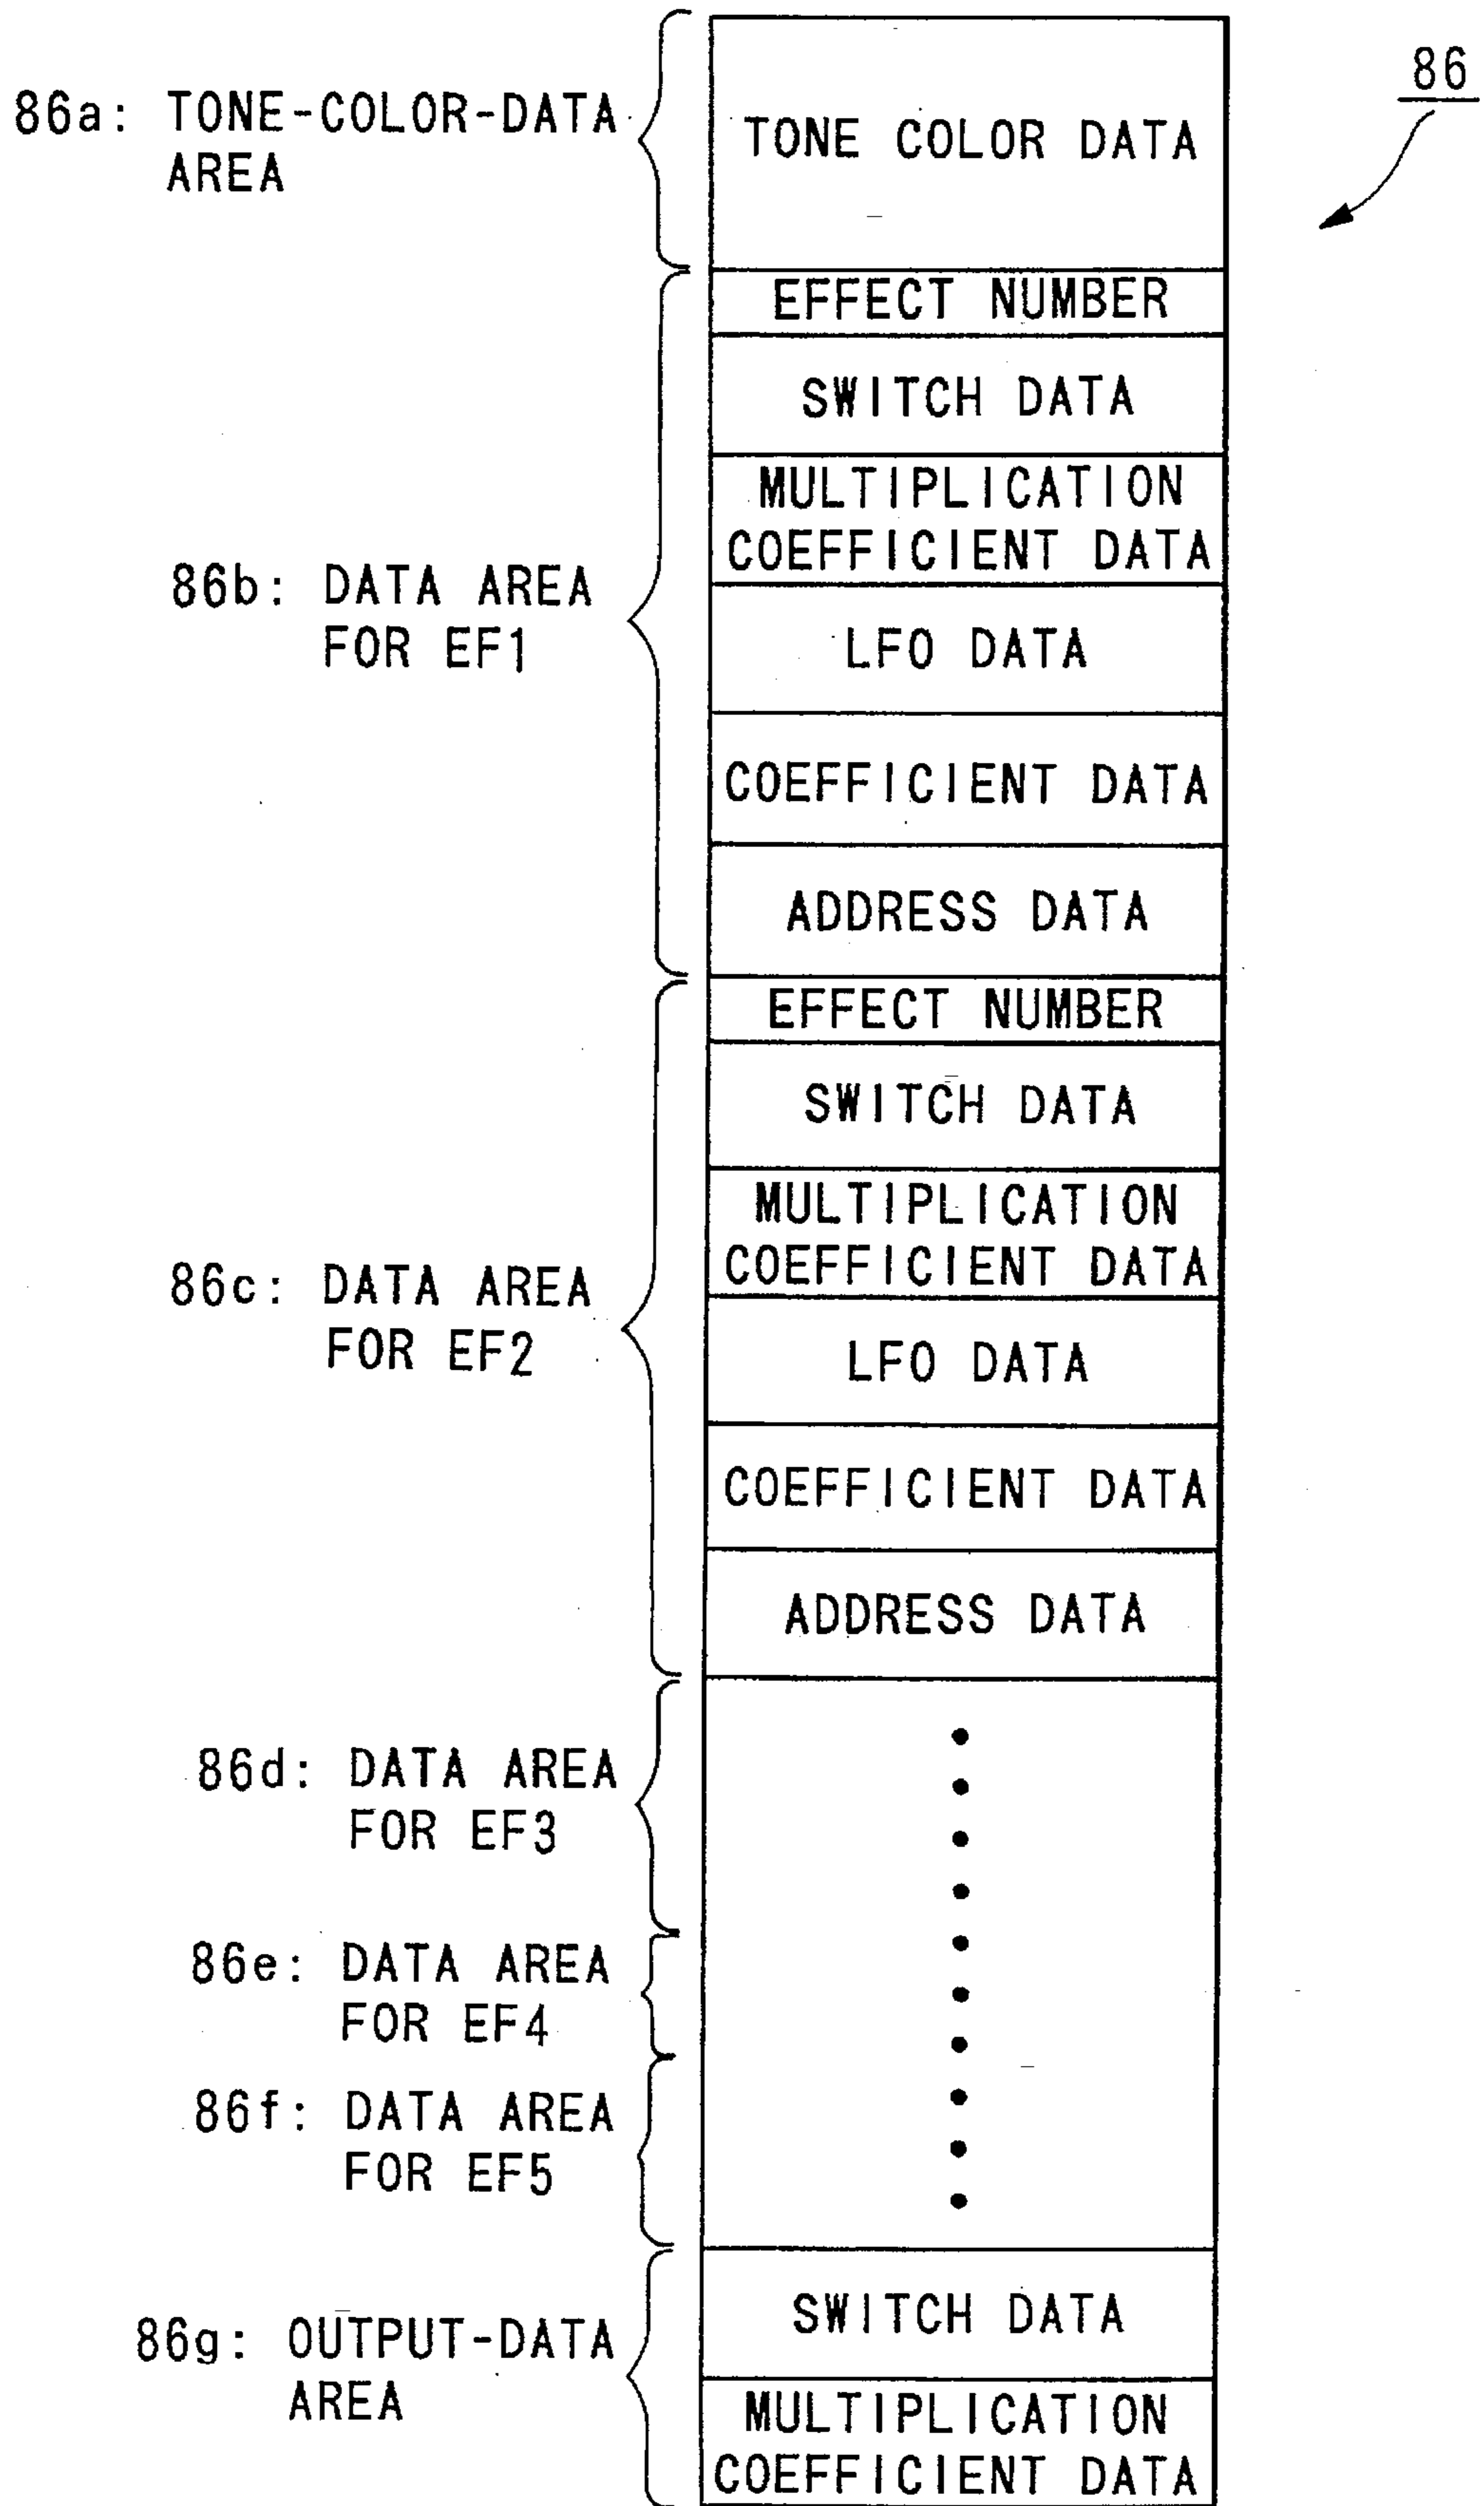 86
86a: TONE-COLOR-DATA
AREA
TONE COLOR DATA
86b: DATA AREA
FOR EF1
EFFECT NUMBER
SWITCH DATA
MULTIPLICATION
COEFFICIENT DATA
LFO DATA
COEFFICIENT DATA
ADDRESS DATA
86c: DATA AREA
FOR EF2
EFFECT NUMBER
SWITCH DATA
MULTIPLICATION
COEFFICIENT DATA
LFO DATA
COEFFICIENT DATA
ADDRESS DATA
86d: DATA AREA
FOR EF3
86e: DATA AREA
FOR EF4
86f: DATA AREA
FOR EF5
86g: OUTPUT-DATA
AREA
SWITCH DATA
MULTIPLICATION
COEFFICIENT DATA